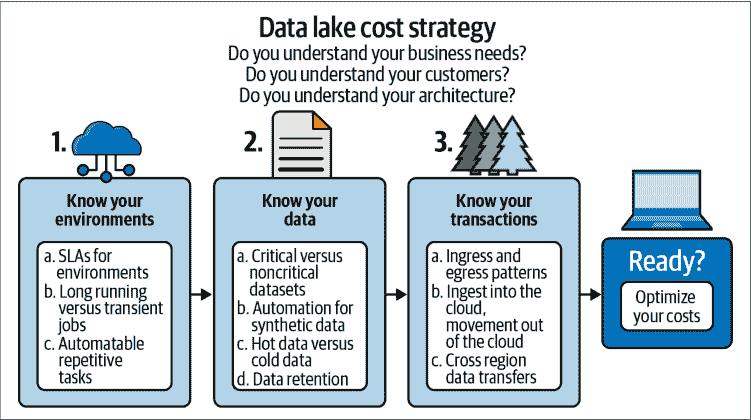 Data lake cost strategy
Do you understand your business needs?
Do you understand your customers?
Do you understand your architecture?
1.
Know your
environments
a. SLAs for
environments
b. Long running
versus transient
jobs
c. Automatable
repetitive
tasks
2.
Know your
data
a. Critical versus
noncritical
datasets
b. Automation for
synthetic data
c. Hot data versus
cold data
d. Data retention
3.
Know your
transactions
a. Ingress and
egress patterns
b. Ingest into the
cloud,
movement out
of the cloud
c. Cross region
data transfers
Ready?
Optimize
your costs